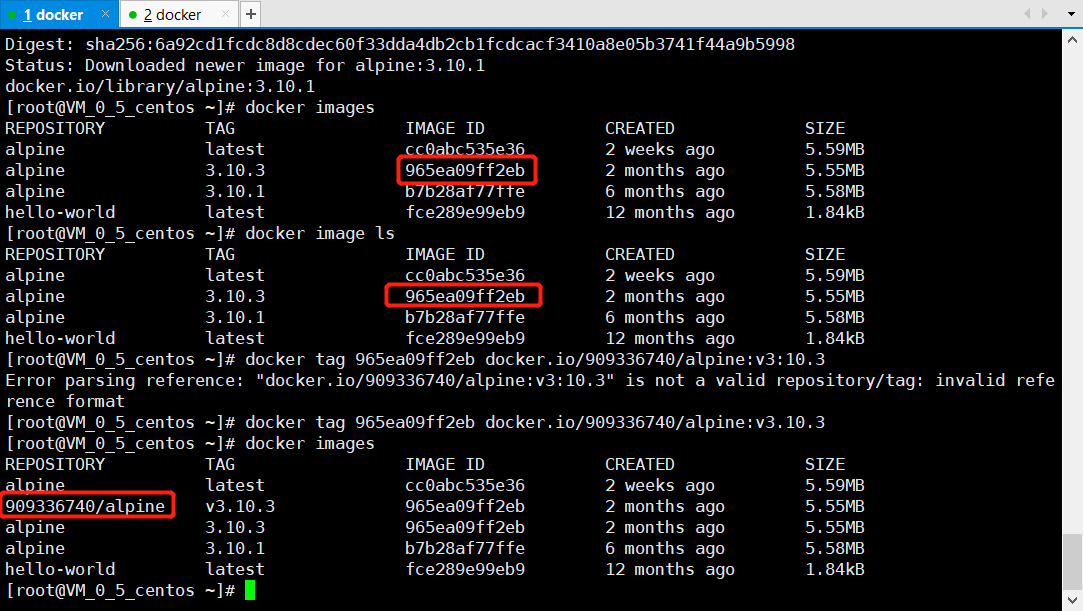 1 docker × 2 docker × +
Digest: sha256:6a92cd1fcdc8d8cdec60f33dda4db2cb1fcdcacf3410a8e05b3741f44a9b5998
Status: Downloaded newer image for alpine:3.10.1
docker.io/library/alpine:3.10.1
[root@VM_0_5_centos ~]# docker images
REPOSITORY TAG IMAGE ID CREATED SIZE
alpine latest cc0abc535e36 2 weeks ago 5.59MB
alpine 3.10.3 965ea09ff2eb 2 months ago 5.55MB
alpine 3.10.1 b7b28af77ffe 6 months ago 5.58MB
hello-world latest fce289e99eb9 12 months ago 1.84kB
[root@VM_0_5_centos ~]# docker image ls
REPOSITORY TAG IMAGE ID CREATED SIZE
alpine latest cc0abc535e36 2 weeks ago 5.59MB
alpine 3.10.3 965ea09ff2eb 2 months ago 5.55MB
alpine 3.10.1 b7b28af77ffe 6 months ago 5.58MB
hello-world latest fce289e99eb9 12 months ago 1.84kB
[root@VM_0_5_centos ~]# docker tag 965ea09ff2eb docker.io/909336740/alpine:v3:10.3
Error parsing reference: "docker.io/909336740/alpine:v3:10.3" is not a valid repository/tag: invalid refe
rence format
[root@VM_0_5_centos ~]# docker tag 965ea09ff2eb docker.io/909336740/alpine:v3.10.3
[root@VM_0_5_centos ~]# docker images
REPOSITORY TAG IMAGE ID CREATED SIZE
alpine latest cc0abc535e36 2 weeks ago 5.59MB
909336740/alpine v3.10.3 965ea09ff2eb 2 months ago 5.55MB
alpine 3.10.3 965ea09ff2eb 2 months ago 5.55MB
alpine 3.10.1 b7b28af77ffe 6 months ago 5.58MB
hello-world latest fce289e99eb9 12 months ago 1.84kB
[root@VM_0_5_centos ~]#